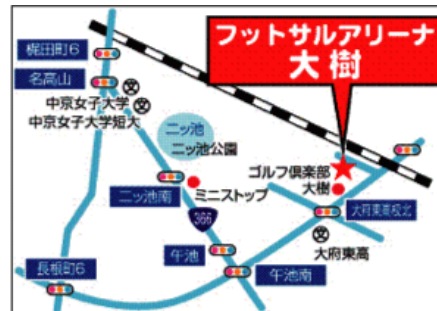 フットサルアリーナ
大樹
梶田町6
名高山
中京女子大学
中京女子大学短大
二ッ池
二ッ池公園
ゴルフ倶楽部
大樹
二ッ池南
ミニストップ
大府東高校北
366
大府東高
午池
午池南
長根町6